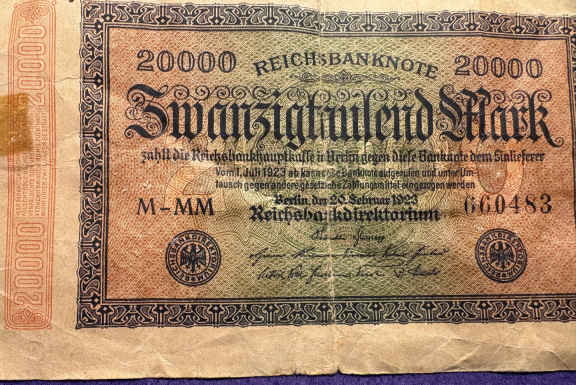 20000 REICHSBANKNOTE 20000
Zwanzigtausend Mark
zahlt die Reichsbankhauptkasse in Berlin gegen diese Banknote dem Einlieferer
Vom 1. Juli 1923 ab kann diese Banknote aufgerufen und unter Um
tausch gegen andere gesetzliche Zahlungsmittel eingezogen werden
Berlin, den 20. Februar 1923
Reichsbankdirektorium
M-MM 660483
20000
20000